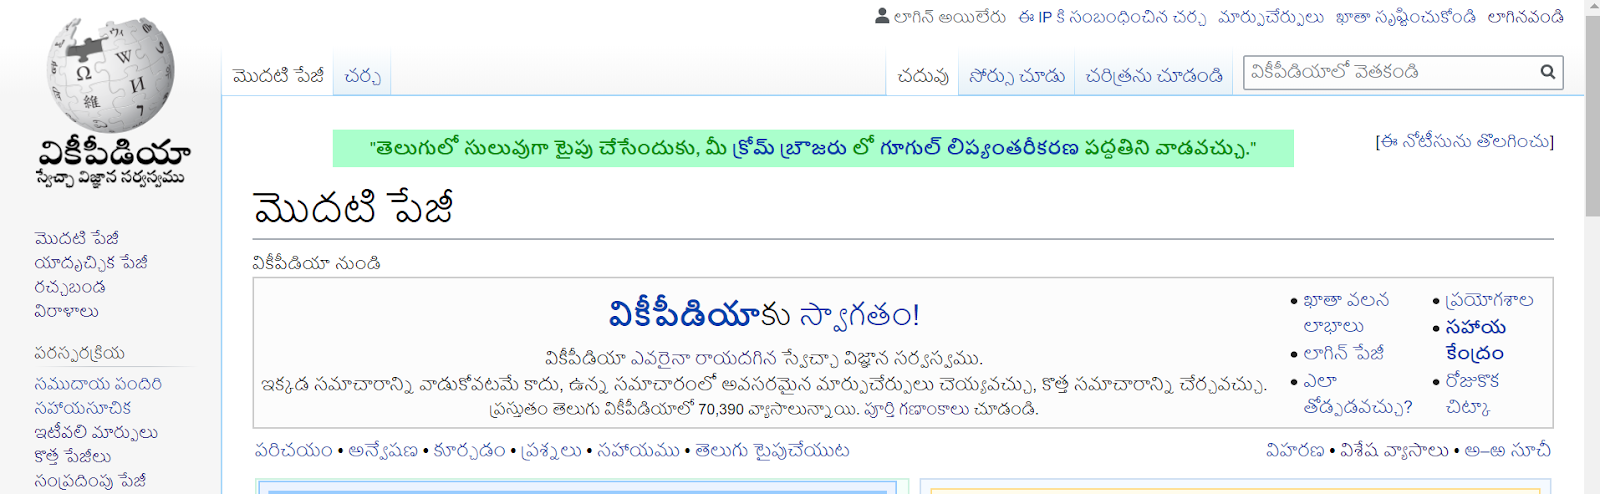 లాగిన్ అయిలేరు ఈ IP కి సంబంధించిన చర్చ మార్పుచేర్పులు ఖాతా సృష్టించుకోండి లాగినవండి
మొదటి పేజీ చర్చ చదువు సోర్సు చూడు చరిత్రను చూడండి వికీపీడియాలో వెతకండి
వికీపీడియా
స్వేచ్ఛా విజ్ఞాన సర్వస్వము
"తెలుగులో సులువుగా టైపు చేసేందుకు, మీ క్రోమ్ బ్రౌజరు లో గూగుల్ లిప్యంతరీకరణ పద్ధతిని వాడవచ్చు."
[ఈ నోటీసును తొలగించు]
మొదటి పేజీ
వికీపీడియా నుండి
మొదటి పేజీ
యాదృచ్ఛిక పేజీ
రచ్చబండ
విరాళాలు
పరస్పరక్రియ
సముదాయ పందిరి
సహాయసూచిక
ఇటీవలి మార్పులు
కొత్త పేజీలు
సంప్రదింపు పేజీ
వికీపీడియాకు స్వాగతం!
వికీపీడియా ఎవరైనా రాయదగిన స్వేచ్ఛా విజ్ఞాన సర్వస్వము.
ఇక్కడ సమాచారాన్ని వాడుకోవటమే కాదు, ఉన్న సమాచారంలో అవసరమైన మార్పుచేర్పులు చెయ్యవచ్చు, కొత్త సమాచారాన్ని చేర్చవచ్చు.
ప్రస్తుతం తెలుగు వికీపీడియాలో 70,390 వ్యాసాలున్నాయి. పూర్తి గణాంకాలు చూడండి.
• ఖాతా వలన
లాభాలు
• లాగిన్ పేజీ
• ఎలా
తోడ్పడవచ్చు?
• ప్రయోగశాల
• సహాయ
కేంద్రం
• రోజుకొక
చిట్కా
పరిచయం • అన్వేషణ • కూర్చడం • ప్రశ్నలు • సహాయము • తెలుగు టైపుచేయుట
విహరణ • విశేష వ్యాసాలు • అ–ఱ సూచీ